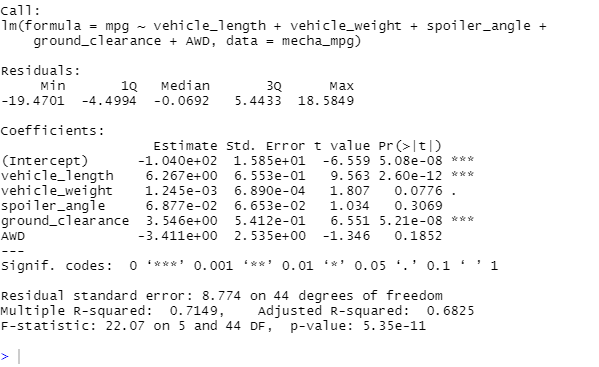 Call:
lm(formula = mpg ~ vehicle_length + vehicle_weight + spoiler_angle +
    ground_clearance + AWD, data = mecha_mpg)
Residuals:
     Min       1Q   Median       3Q      Max
-19.4701  -4.4994  -0.0692   5.4433  18.5849
Coefficients:
                   Estimate Std. Error t value Pr(>|t|)
(Intercept)      -1.040e+02  1.585e+01  -6.559 5.08e-08 ***
vehicle_length    6.267e+00  6.553e-01   9.563 2.60e-12 ***
vehicle_weight    1.245e-03  6.890e-04   1.807   0.0776 .
spoiler_angle     6.877e-02  6.653e-02   1.034   0.3069
ground_clearance  3.546e+00  5.412e-01   6.551 5.21e-08 ***
AWD              -3.411e+00  2.535e+00  -1.346   0.1852
---
Signif. codes:  0 ‘***’ 0.001 ‘**’ 0.01 ‘*’ 0.05 ‘.’ 0.1 ‘ ’ 1
Residual standard error: 8.774 on 44 degrees of freedom
Multiple R-squared:  0.7149,    Adjusted R-squared:  0.6825
F-statistic: 22.07 on 5 and 44 DF,  p-value: 5.35e-11
>